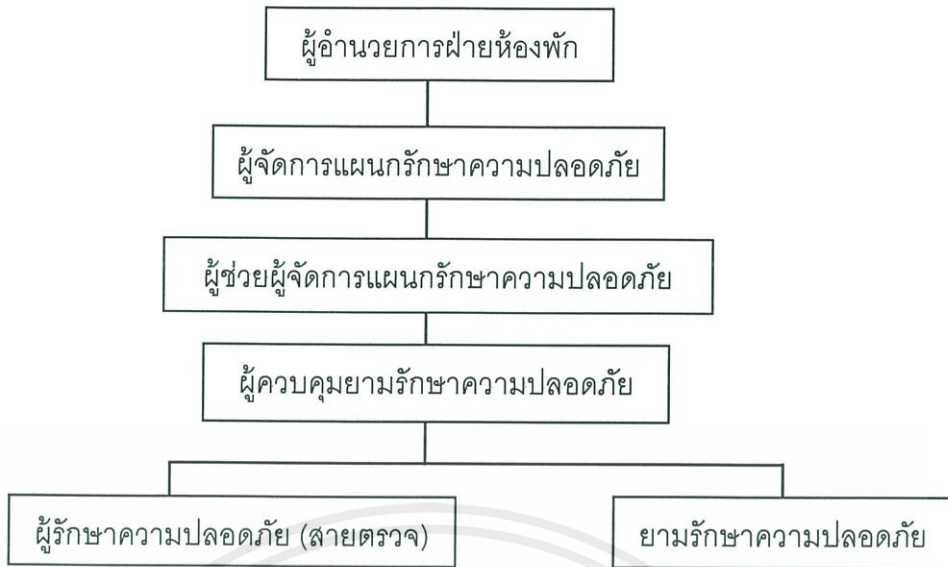 ผู้อำนวยการฝ่ายห้องพัก
ผู้จัดการแผนกรักษาความปลอดภัย
ผู้ช่วยผู้จัดการแผนกรักษาความปลอดภัย
ผู้ควบคุมยามรักษาความปลอดภัย
ผู้รักษาความปลอดภัย (สายตรวจ)
ยามรักษาความปลอดภัย